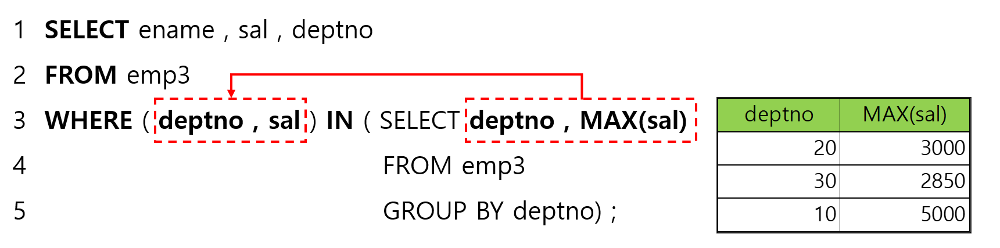 1 SELECT ename , sal , deptno
2 FROM emp3
3 WHERE ( deptno , sal ) IN ( SELECT deptno , MAX(sal)
4 FROM emp3
5 GROUP BY deptno) ;
deptno MAX(sal)
20 3000
30 2850
10 5000